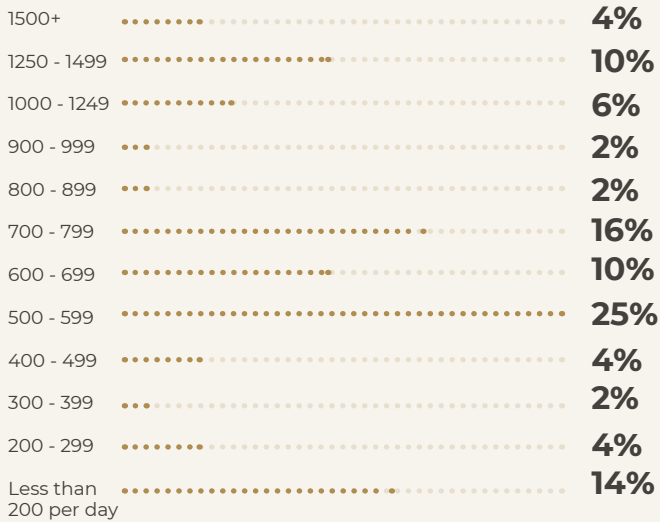 1500+ 4%
1250 - 1499 10%
1000 - 1249 6%
900 - 999 2%
800 - 899 2%
700 - 799 16%
600 - 699 10%
500 - 599 25%
400 - 499 4%
300 - 399 2%
200 - 299 4%
Less than 14%
200 per day